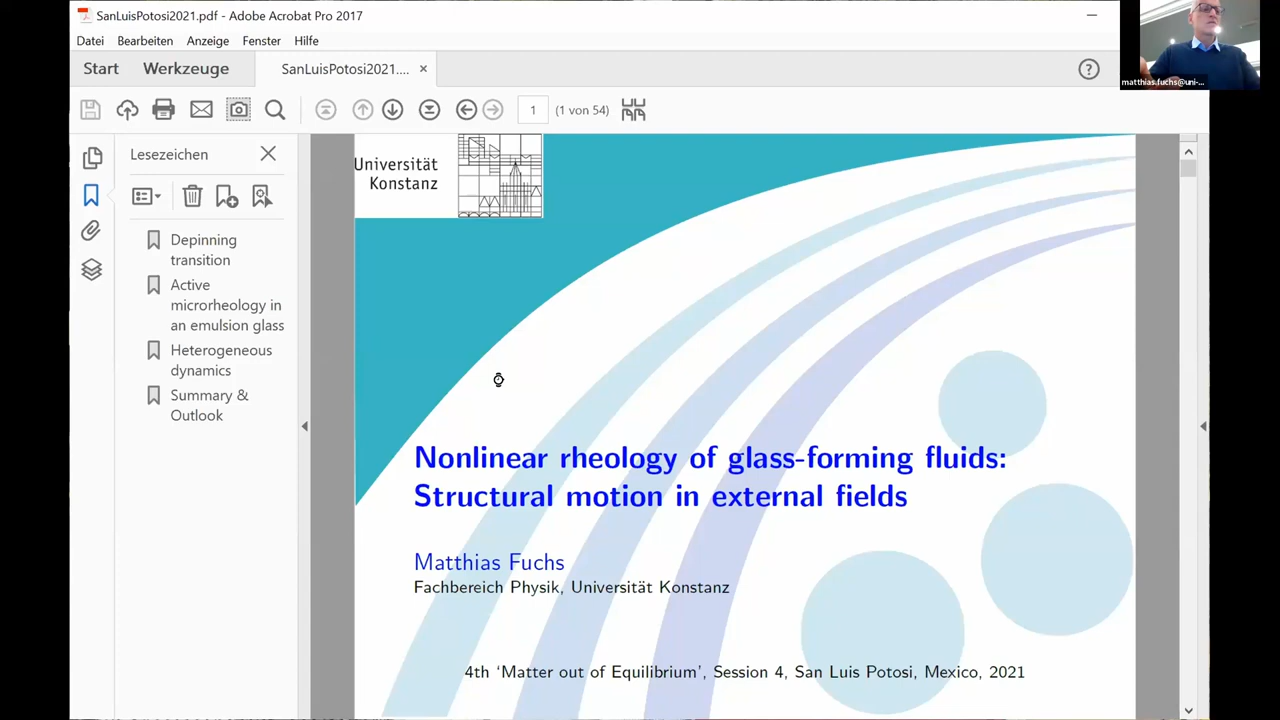 SanLuisPotosi2021.pdf - Adobe Acrobat Pro 2017
Datei Bearbeiten Anzeige Fenster Hilfe
Start Werkzeuge SanLuisPotosi2021.... ×
1 (1 von 54)
matthias.fuchs@uni-...
Lesezeichen
Depinning
transition
Active
microrheology in
an emulsion glass
Heterogeneous
dynamics
Summary &
Outlook
Universität
Konstanz
Nonlinear rheology of glass-forming fluids:
Structural motion in external fields
Matthias Fuchs
Fachbereich Physik, Universität Konstanz
4th ‘Matter out of Equilibrium’, Session 4, San Luis Potosi, Mexico, 2021